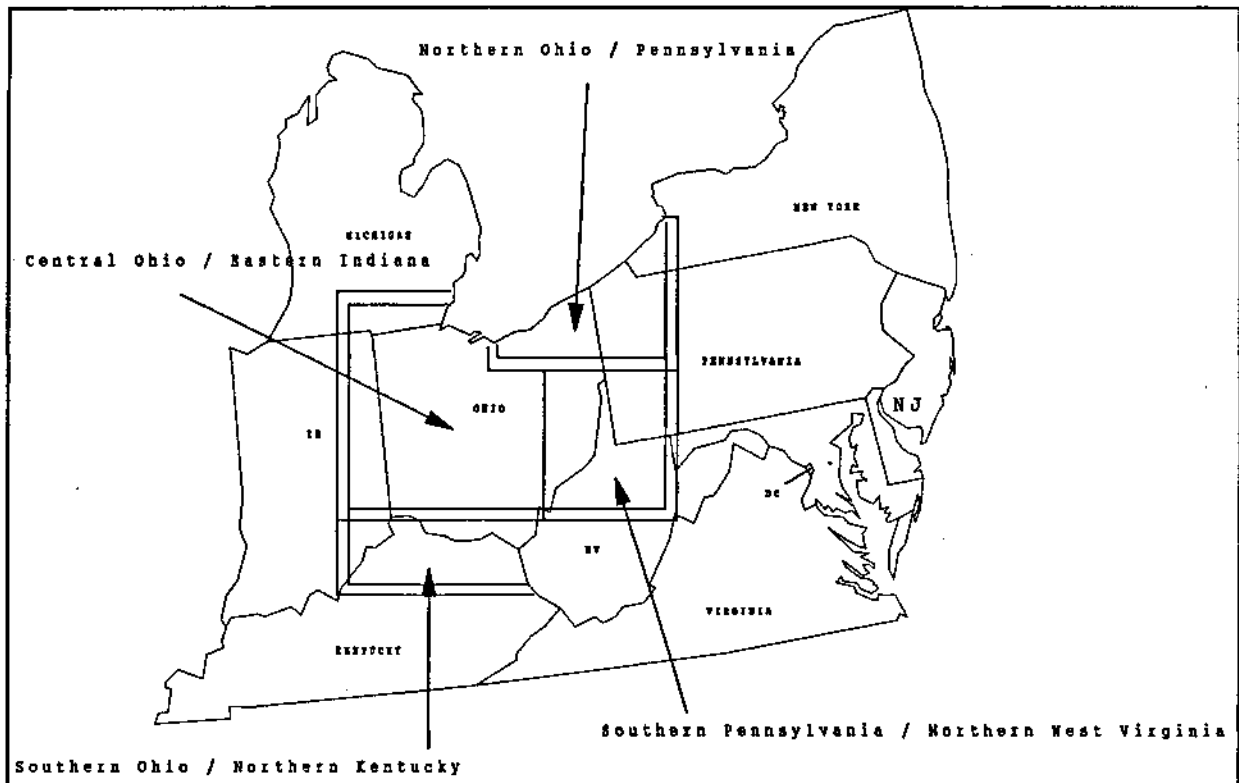 Northern Ohio / Pennsylvania
NEW YORK
MICHIGAN
Central Ohio / Eastern Indiana
PENNSYLVANIA
OHIO
NJ
IN
DC
WV
VIRGINIA
KENTUCKY
Southern Pennsylvania / Northern West Virginia
Southern Ohio / Northern Kentucky